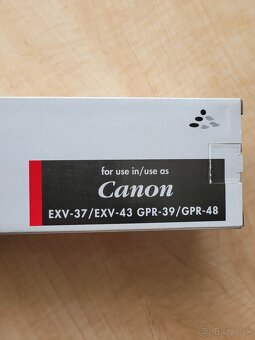 for use in/use as
Canon
EXV-37/EXV-43 GPR-39/GPR-48